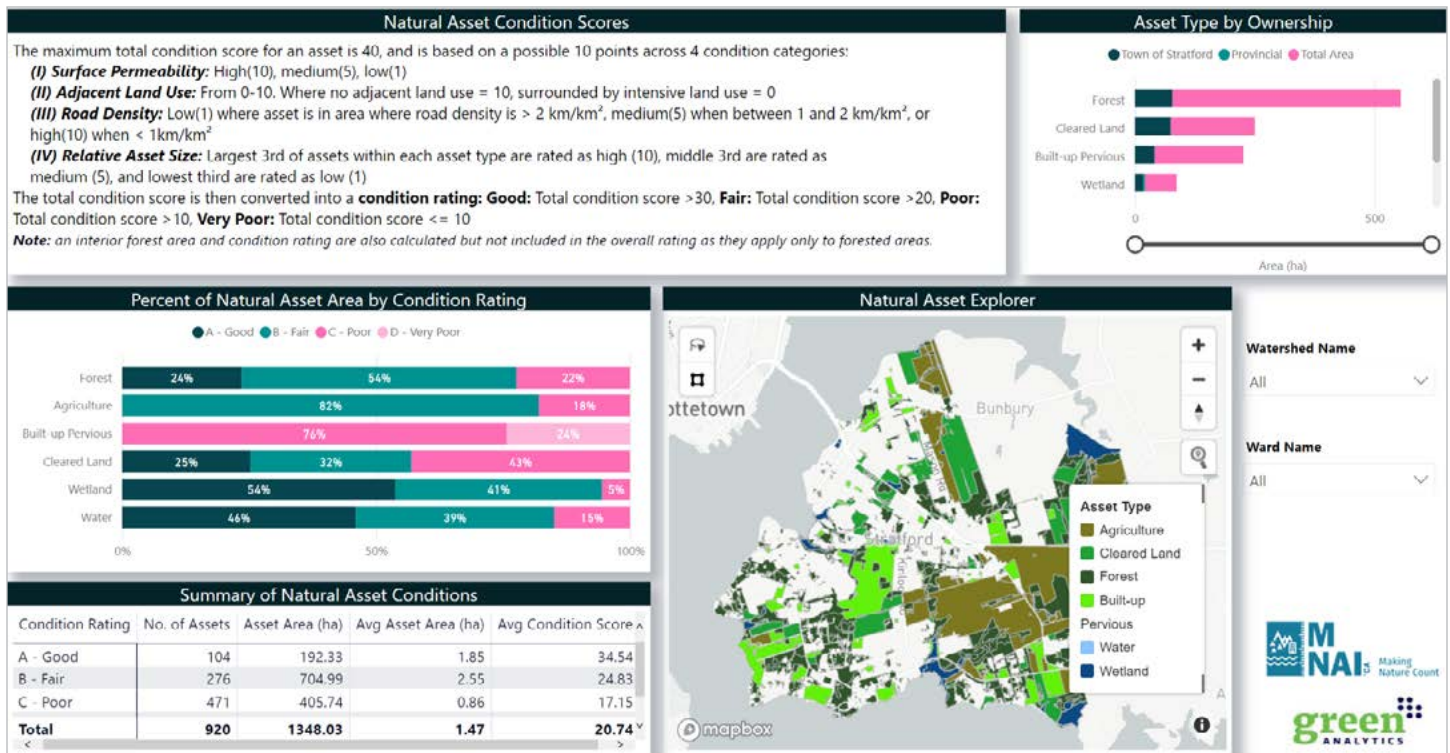 Natural Asset Condition Scores
The maximum total condition score for an asset is 40, and is based on a possible 10 points across 4 condition categories:
(I) Surface Permeability: High(10), medium(5), low(1)
(II) Adjacent Land Use: From 0-10. Where no adjacent land use = 10, surrounded by intensive land use = 0
(III) Road Density: Low(1) where asset is in area where road density is > 2 km/km², medium(5) when between 1 and 2 km/km², or
high(10) when < 1km/km²
(IV) Relative Asset Size: Largest 3rd of assets within each asset type are rated as high (10), middle 3rd are rated as
medium (5), and lowest third are rated as low (1)
The total condition score is then converted into a condition rating: Good: Total condition score >30, Fair: Total condition score >20, Poor:
Total condition score >10, Very Poor: Total condition score <= 10
Note: an interior forest area and condition rating are also calculated but not included in the overall rating as they apply only to forested areas.
Asset Type by Ownership
Town of Stratford Provincial Total Area
Forest
Cleared Land
Built-up Pervious
Wetland
0 500
Area (ha)
Percent of Natural Asset Area by Condition Rating
A - Good B - Fair C - Poor D - Very Poor
Forest 24% 54% 22%
Agriculture 82% 18%
Built-up Pervious 76% 24%
Cleared Land 25% 32% 43%
Wetland 54% 41% 5%
Water 46% 39% 15%
0% 50% 100%
Summary of Natural Asset Conditions
Condition Rating No. of Assets Asset Area (ha) Avg Asset Area (ha) Avg Condition Score
A - Good 104 192.33 1.85 34.54
B - Fair 276 704.99 2.55 24.83
C - Poor 471 405.74 0.86 17.15
Total 920 1348.03 1.47 20.74
Natural Asset Explorer
ottetown
Bunbury
Stratford
Asset Type
Agriculture
Cleared Land
Forest
Built-up
Pervious
Water
Wetland
mapbox
Watershed Name
All
Ward Name
All
MNAI.CA Making
Nature Count
green
ANALYTICS